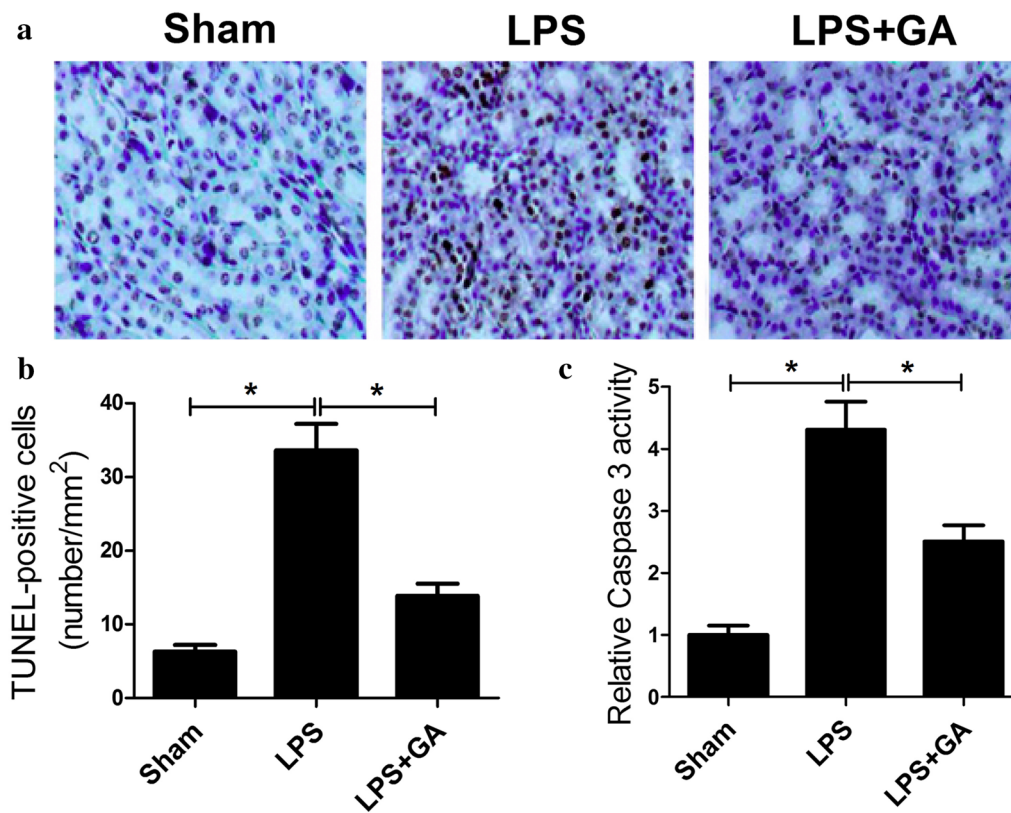 a
Sham LPS LPS+GA
b
TUNEL-positive cells
(number/mm²)
40
30
20
10
0
* *
Sham LPS LPS+GA
c
Relative Caspase 3 activity
5
4
3
2
1
0
* *
Sham LPS LPS+GA